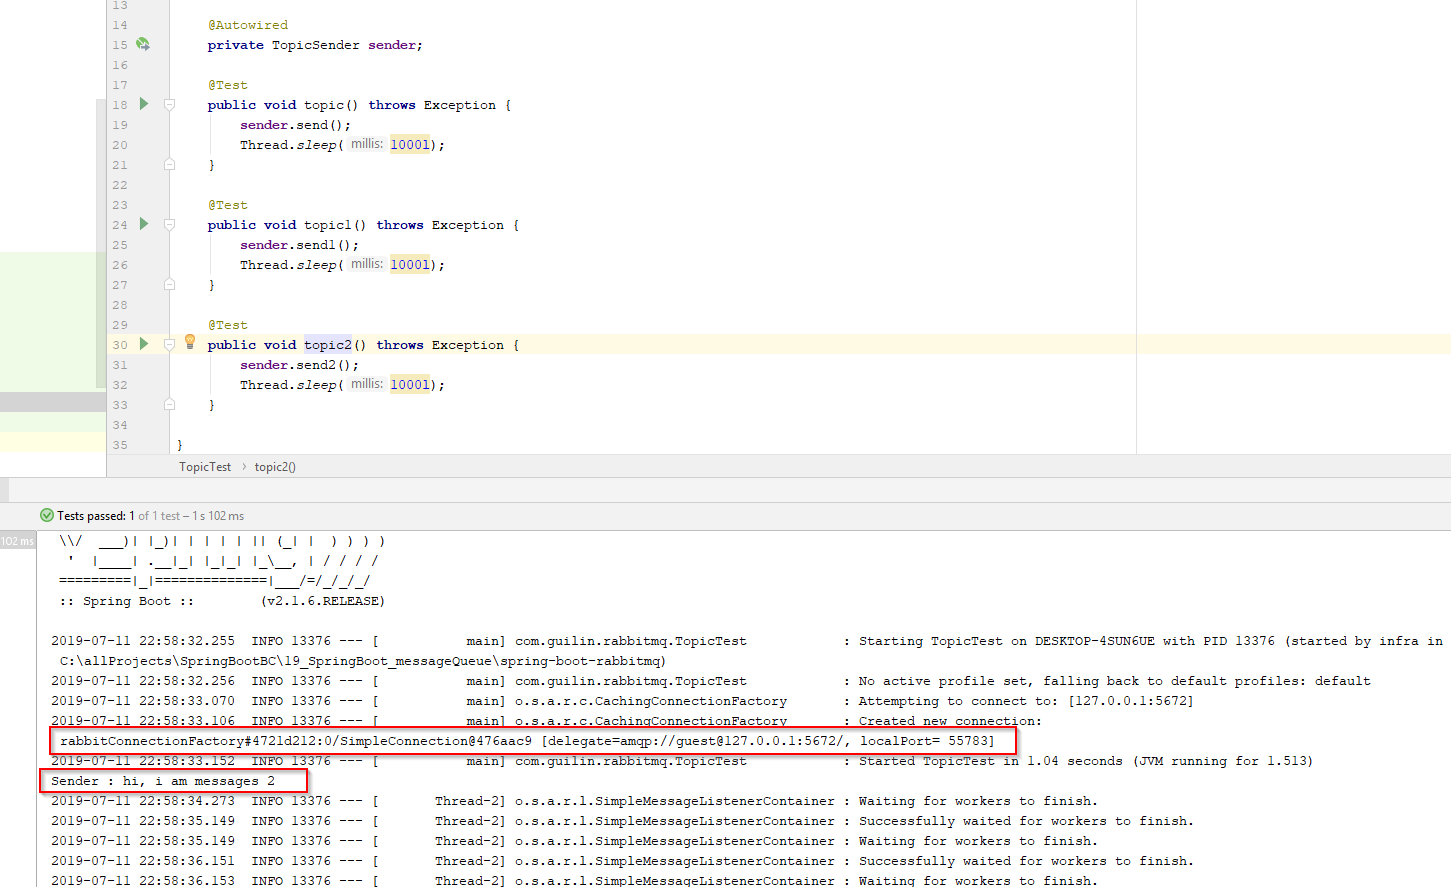 13
14 @Autowired
15 private TopicSender sender;
16
17 @Test
18 public void topic() throws Exception {
19 sender.send();
20 Thread.sleep( millis: 1000l);
21 }
22
23 @Test
24 public void topic1() throws Exception {
25 sender.send1();
26 Thread.sleep( millis: 1000l);
27 }
28
29 @Test
30 public void topic2() throws Exception {
31 sender.send2();
32 Thread.sleep( millis: 1000l);
33 }
34
35 }
TopicTest › topic2()
Tests passed: 1 of 1 test – 1 s 102 ms
102 ms
\\/  ___)| |_)| | | | | || (_| |  ) ) ) )
'  |____| .__|_| |_|_| |_\__, | / / / /
=========|_|==============|___/=/_/_/_/
:: Spring Boot ::        (v2.1.6.RELEASE)
2019-07-11 22:58:32.255  INFO 13376 --- [           main] com.guilin.rabbitmq.TopicTest            : Starting TopicTest on DESKTOP-4SUN6UE with PID 13376 (started by infra in
C:\allProjects\SpringBootBC\19_SpringBoot_messageQueue\spring-boot-rabbitmq)
2019-07-11 22:58:32.256  INFO 13376 --- [           main] com.guilin.rabbitmq.TopicTest            : No active profile set, falling back to default profiles: default
2019-07-11 22:58:33.070  INFO 13376 --- [           main] o.s.a.r.c.CachingConnectionFactory       : Attempting to connect to: [127.0.0.1:5672]
2019-07-11 22:58:33.106  INFO 13376 --- [           main] o.s.a.r.c.CachingConnectionFactory       : Created new connection:
rabbitConnectionFactory#4721d212:0/SimpleConnection@476aac9 [delegate=amqp://guest@127.0.0.1:5672/, localPort= 55783]
2019-07-11 22:58:33.152  INFO 13376 --- [           main] com.guilin.rabbitmq.TopicTest            : Started TopicTest in 1.04 seconds (JVM running for 1.513)
Sender : hi, i am messages 2
2019-07-11 22:58:34.273  INFO 13376 --- [       Thread-2] o.s.a.r.l.SimpleMessageListenerContainer : Waiting for workers to finish.
2019-07-11 22:58:35.149  INFO 13376 --- [       Thread-2] o.s.a.r.l.SimpleMessageListenerContainer : Successfully waited for workers to finish.
2019-07-11 22:58:35.149  INFO 13376 --- [       Thread-2] o.s.a.r.l.SimpleMessageListenerContainer : Waiting for workers to finish.
2019-07-11 22:58:36.151  INFO 13376 --- [       Thread-2] o.s.a.r.l.SimpleMessageListenerContainer : Successfully waited for workers to finish.
2019-07-11 22:58:36.153  INFO 13376 --- [       Thread-2] o.s.a.r.l.SimpleMessageListenerContainer : Waiting for workers to finish.